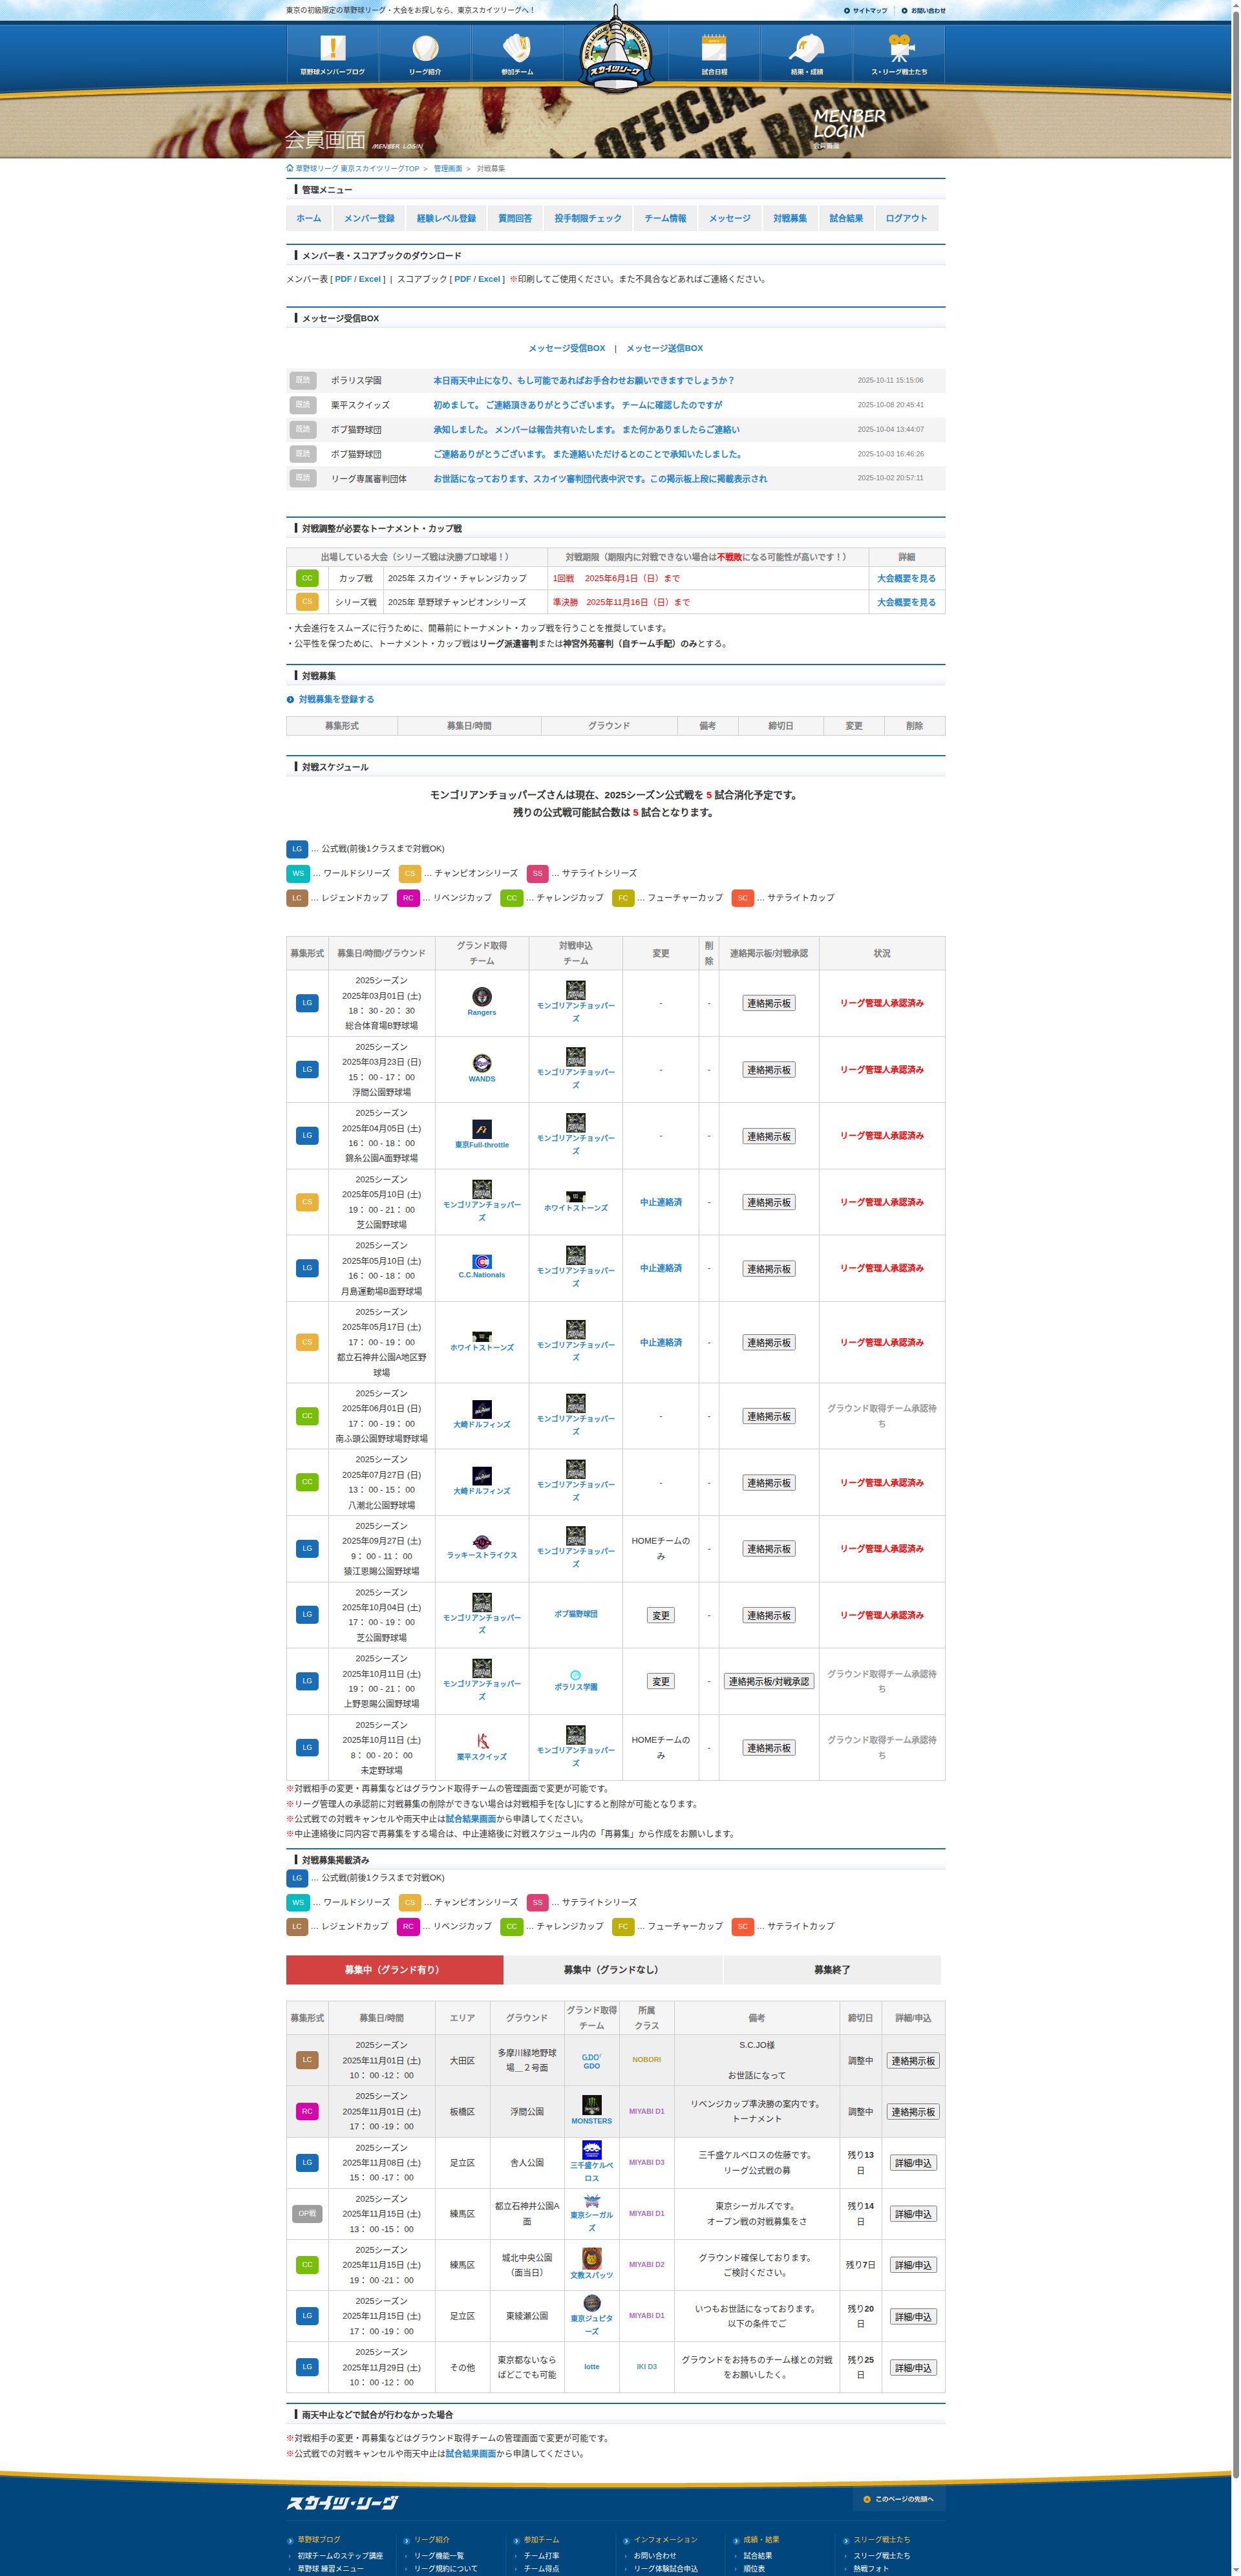 東京の初級限定の草野球リーグ・大会をお探しなら、東京スカイツリーグへ！
サイトマップ お問い合わせ
草野球メンバーブログ リーグ紹介 参加チーム スカイツリーグ 試合日程 結果・成績 ス・リーグ戦士たち
会員画面 MENBER LOGIN
MENBER LOGIN
会員画面
草野球リーグ 東京スカイツリーグTOP > 管理画面 > 対戦募集
管理メニュー
ホーム メンバー登録 経験レベル登録 質問回答 投手制限チェック チーム情報 メッセージ 対戦募集 試合結果 ログアウト
メンバー表・スコアブックのダウンロード
メンバー表 [ PDF / Excel ] | スコアブック [ PDF / Excel ] ※印刷してご使用ください。また不具合などあればご連絡ください。
メッセージ受信BOX
メッセージ受信BOX | メッセージ送信BOX
既読 ポラリス学園 本日雨天中止になり、もし可能であればお手合わせお願いできますでしょうか？ 2025-10-11 15:15:06
既読 栗平スクイッズ 初めまして。 ご連絡頂きありがとうございます。 チームに確認したのですが 2025-10-08 20:45:41
既読 ボブ猫野球団 承知しました。 メンバーは報告共有いたします。 また何かありましたらご連絡い 2025-10-04 13:44:07
既読 ボブ猫野球団 ご連絡ありがとうございます。 また連絡いただけるとのことで承知いたしました。 2025-10-03 16:46:26
既読 リーグ専属審判団体 お世話になっております、スカイツ審判団代表中沢です。この掲示板上段に掲載表示され 2025-10-02 20:57:11
対戦調整が必要なトーナメント・カップ戦
出場している大会（シリーズ戦は決勝プロ球場！） 対戦期限（期限内に対戦できない場合は不戦敗になる可能性が高いです！） 詳細
CC カップ戦 2025年 スカイツ・チャレンジカップ 1回戦 2025年6月1日（日）まで 大会概要を見る
CS シリーズ戦 2025年 草野球チャンピオンシリーズ 準決勝 2025年11月16日（日）まで 大会概要を見る
・大会進行をスムーズに行うために、開幕前にトーナメント・カップ戦を行うことを推奨しています。
・公平性を保つために、トーナメント・カップ戦はリーグ派遣審判または神宮外苑審判（自チーム手配）のみとする。
対戦募集
対戦募集を登録する
募集形式 募集日/時間 グラウンド 備考 締切日 変更 削除
対戦スケジュール
モンゴリアンチョッパーズさんは現在、2025シーズン公式戦を 5 試合消化予定です。
残りの公式戦可能試合数は 5 試合となります。
LG … 公式戦(前後1クラスまで対戦OK)
WS … ワールドシリーズ CS … チャンピオンシリーズ SS … サテライトシリーズ
LC … レジェンドカップ RC … リベンジカップ CC … チャレンジカップ FC … フューチャーカップ SC … サテライトカップ
募集形式 募集日/時間/グラウンド グランド取得チーム 対戦申込チーム 変更 削除 連絡掲示板/対戦承認 状況
LG 2025シーズン 2025年03月01日 (土) 18： 30 - 20： 30 総合体育場B野球場 Rangers モンゴリアンチョッパーズ - - 連絡掲示板 リーグ管理人承認済み
LG 2025シーズン 2025年03月23日 (日) 15： 00 - 17： 00 浮間公園野球場 WANDS モンゴリアンチョッパーズ - - 連絡掲示板 リーグ管理人承認済み
LG 2025シーズン 2025年04月05日 (土) 16： 00 - 18： 00 錦糸公園A面野球場 東京Full-throttle モンゴリアンチョッパーズ - - 連絡掲示板 リーグ管理人承認済み
CS 2025シーズン 2025年05月10日 (土) 19： 00 - 21： 00 芝公園野球場 モンゴリアンチョッパーズ ホワイトストーンズ 中止連絡済 - 連絡掲示板 リーグ管理人承認済み
LG 2025シーズン 2025年05月10日 (土) 16： 00 - 18： 00 月島運動場B面野球場 C.C.Nationals モンゴリアンチョッパーズ 中止連絡済 - 連絡掲示板 リーグ管理人承認済み
CS 2025シーズン 2025年05月17日 (土) 17： 00 - 19： 00 都立石神井公園A地区野球場 ホワイトストーンズ モンゴリアンチョッパーズ 中止連絡済 - 連絡掲示板 リーグ管理人承認済み
CC 2025シーズン 2025年06月01日 (日) 17： 00 - 19： 00 南ふ頭公園野球場野球場 大崎ドルフィンズ モンゴリアンチョッパーズ - - 連絡掲示板 グラウンド取得チーム承認待ち
CC 2025シーズン 2025年07月27日 (日) 13： 00 - 15： 00 八潮北公園野球場 大崎ドルフィンズ モンゴリアンチョッパーズ - - 連絡掲示板 リーグ管理人承認済み
LG 2025シーズン 2025年09月27日 (土) 9： 00 - 11： 00 猿江恩賜公園野球場 ラッキーストライクス モンゴリアンチョッパーズ HOMEチームのみ - 連絡掲示板 リーグ管理人承認済み
LG 2025シーズン 2025年10月04日 (土) 17： 00 - 19： 00 芝公園野球場 モンゴリアンチョッパーズ ボブ猫野球団 変更 - 連絡掲示板 リーグ管理人承認済み
LG 2025シーズン 2025年10月11日 (土) 19： 00 - 21： 00 上野恩賜公園野球場 モンゴリアンチョッパーズ ポラリス学園 変更 - 連絡掲示板/対戦承認 グラウンド取得チーム承認待ち
LG 2025シーズン 2025年10月11日 (土) 8： 00 - 20： 00 未定野球場 栗平スクイッズ モンゴリアンチョッパーズ HOMEチームのみ - 連絡掲示板 グラウンド取得チーム承認待ち
※対戦相手の変更・再募集などはグラウンド取得チームの管理画面で変更が可能です。
※リーグ管理人の承認前に対戦募集の削除ができない場合は対戦相手を[なし]にすると削除が可能となります。
※公式戦での対戦キャンセルや雨天中止は試合結果画面から申請してください。
※中止連絡後に同内容で再募集をする場合は、中止連絡後に対戦スケジュール内の「再募集」から作成をお願いします。
対戦募集掲載済み
LG … 公式戦(前後1クラスまで対戦OK)
WS … ワールドシリーズ CS … チャンピオンシリーズ SS … サテライトシリーズ
LC … レジェンドカップ RC … リベンジカップ CC … チャレンジカップ FC … フューチャーカップ SC … サテライトカップ
募集中（グランド有り） 募集中（グランドなし） 募集終了
募集形式 募集日/時間 エリア グラウンド グランド取得チーム 所属クラス 備考 締切日 詳細/申込
LC 2025シーズン 2025年11月01日 (土) 10： 00 -12： 00 大田区 多摩川緑地野球場＿２号面 GDO NOBORI S.C.JO様 お世話になって 調整中 連絡掲示板
RC 2025シーズン 2025年11月01日 (土) 17： 00 -19： 00 板橋区 浮間公園 MONSTERS MIYABI D1 リベンジカップ準決勝の案内です。 トーナメント 調整中 連絡掲示板
LG 2025シーズン 2025年11月08日 (土) 15： 00 -17： 00 足立区 舎人公園 三千盛ケルベロス MIYABI D3 三千盛ケルベロスの佐藤です。 リーグ公式戦の募 残り13日 詳細/申込
OP戦 2025シーズン 2025年11月15日 (土) 13： 00 -15： 00 練馬区 都立石神井公園A面 東京シーガルズ MIYABI D1 東京シーガルズです。 オープン戦の対戦募集をさ 残り14日 詳細/申込
CC 2025シーズン 2025年11月15日 (土) 19： 00 -21： 00 練馬区 城北中央公園（面当日） 文教スパッツ MIYABI D2 グラウンド確保しております。 ご検討ください。 残り7日 詳細/申込
LG 2025シーズン 2025年11月15日 (土) 17： 00 -19： 00 足立区 東綾瀬公園 東京ジュピターズ MIYABI D1 いつもお世話になっております。 以下の条件でご 残り20日 詳細/申込
LG 2025シーズン 2025年11月29日 (土) 10： 00 -12： 00 その他 東京都ないならばどこでも可能 lotte IKI D3 グラウンドをお持ちのチーム様との対戦をお願いしたく。 残り25日 詳細/申込
雨天中止などで試合が行わなかった場合
※対戦相手の変更・再募集などはグラウンド取得チームの管理画面で変更が可能です。
※公式戦での対戦キャンセルや雨天中止は試合結果画面から申請してください。
スカイツ・リーグ
このページの先頭へ
草野球ブログ リーグ紹介 参加チーム インフォメーション 成績・結果 スリーグ戦士たち
初球チームのステップ講座 リーグ機能一覧 チーム打率 お問い合わせ 試合結果 スリーグ戦士たち
草野球 練習メニュー リーグ規約について チーム得点 リーグ体験試合申込 順位表 熱戦フォト